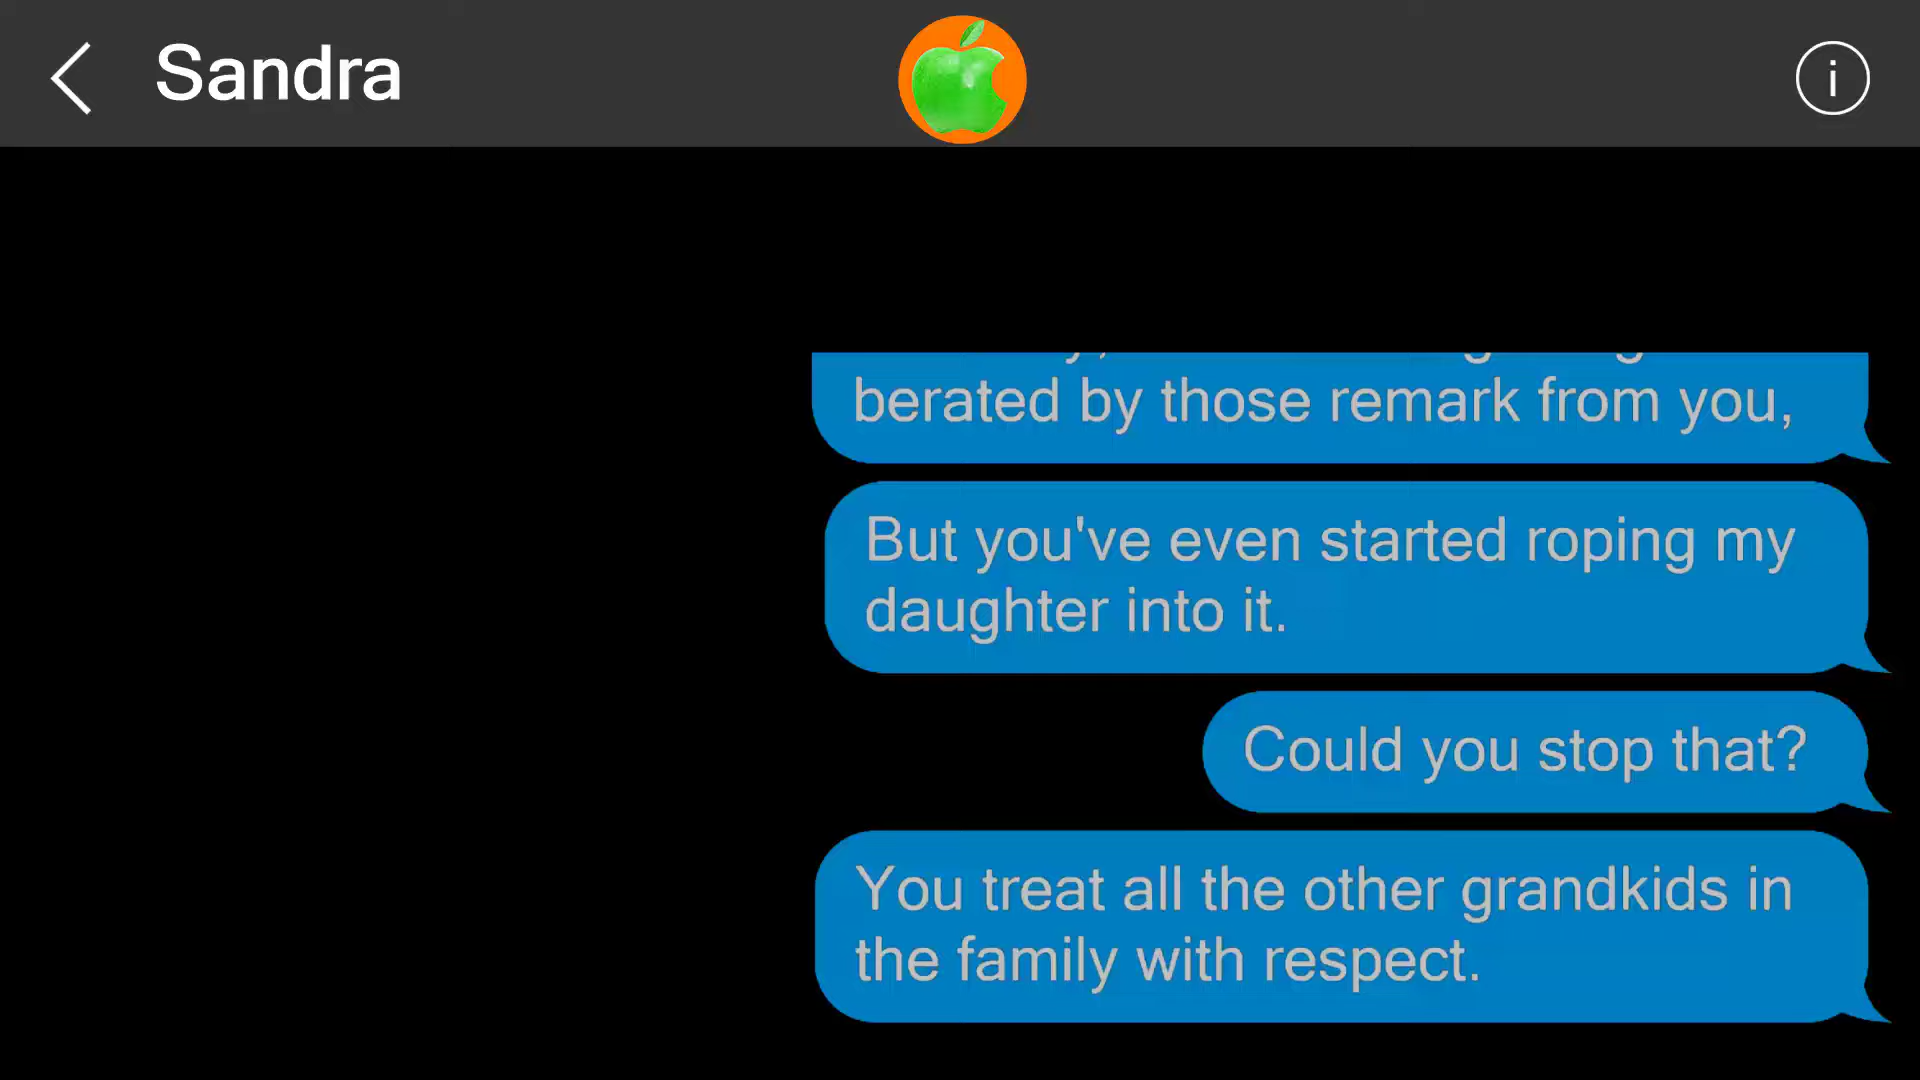 Sandra
i
berated by those remark from you,
But you've even started roping my
daughter into it.
Could you stop that?
You treat all the other grandkids in
the family with respect.